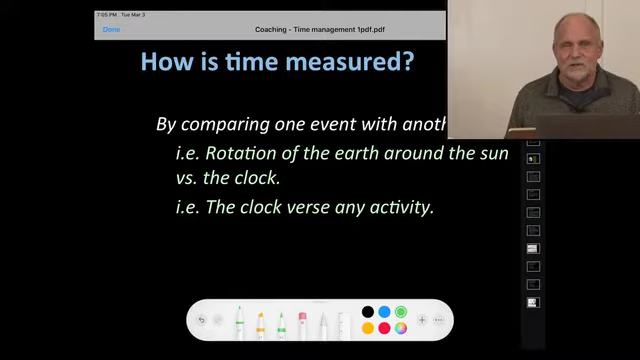 7:05 PM Tue Mar 3
Done
Coaching - Time management 1pdf.pdf
How is time measured?
By comparing one event with
i.e. Rotation of the earth around the sun
vs. the clock.
i.e. The clock verse any activity.